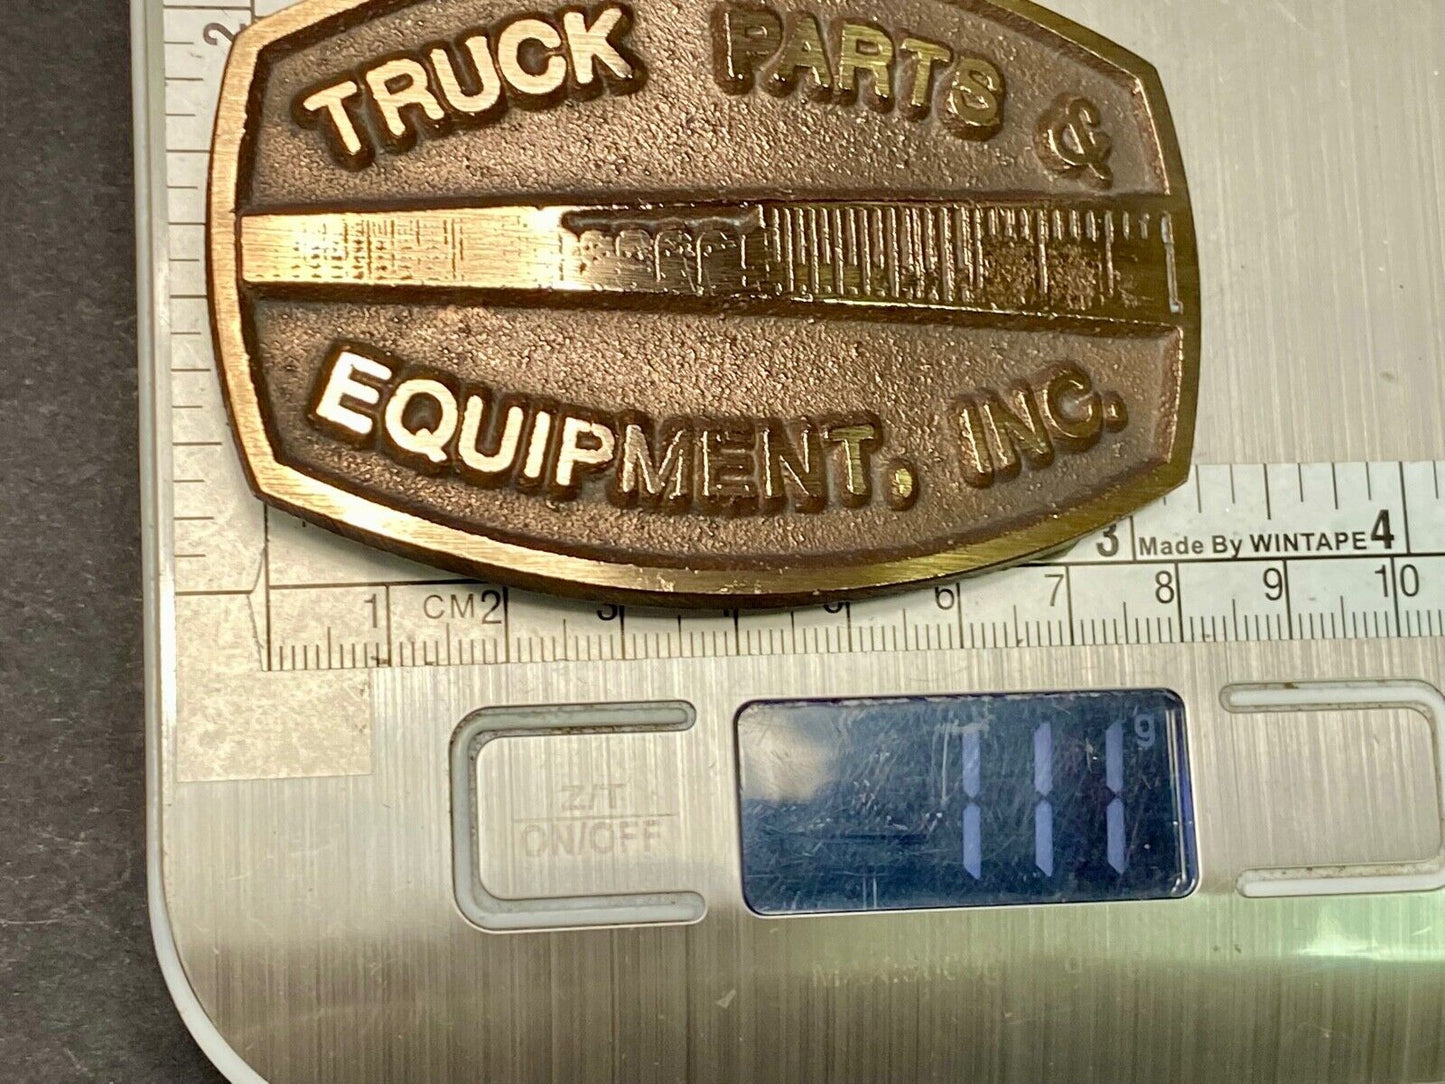 2
TRUCK PARTS &
EQUIPMENT, INC.
3 Made By WINTAPE 4
1 CM 2 3 4 5 6 7 8 9 10
Z/T
ON/OFF
111 g